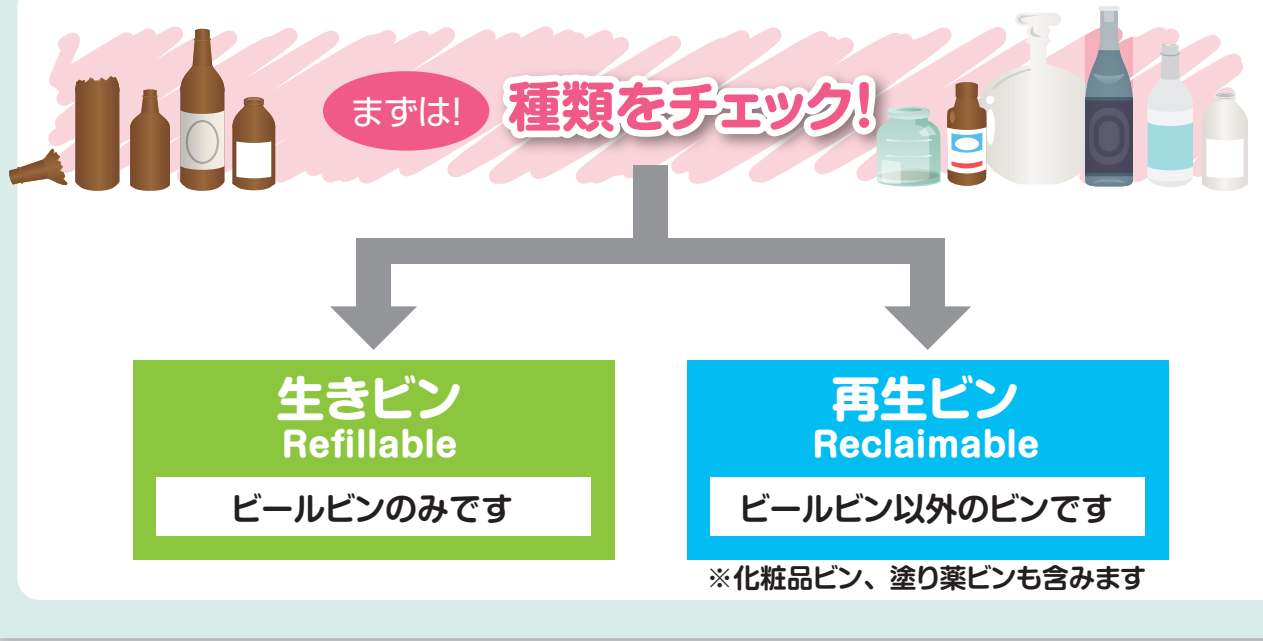 まずは!
種類をチェック!
生きビン
Refillable
ビールビンのみです
再生ビン
Reclaimable
ビールビン以外のビンです
※化粧品ビン、塗り薬ビンも含みます